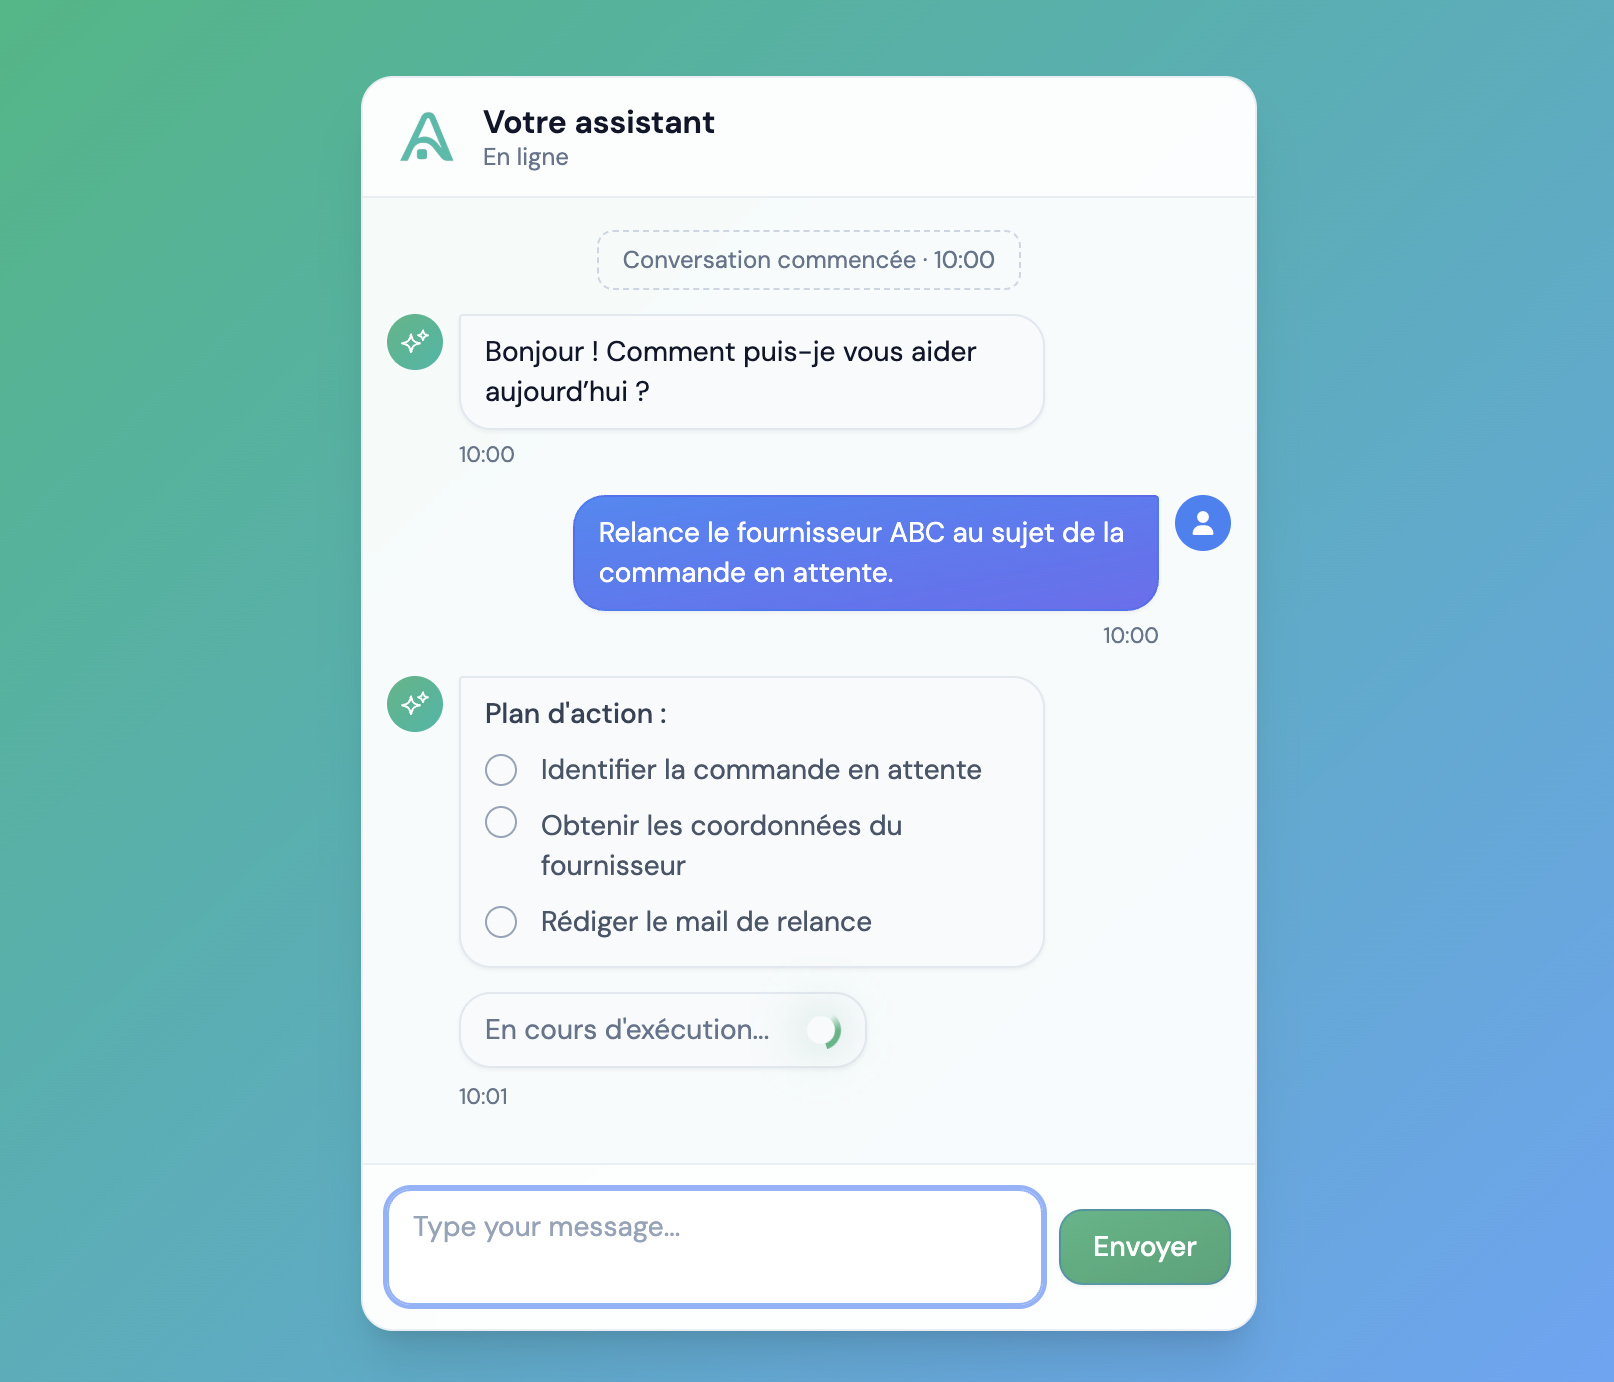 Votre assistant
En ligne
Conversation commencée · 10:00
Bonjour ! Comment puis-je vous aider
aujourd’hui ?
10:00
Relance le fournisseur ABC au sujet de la
commande en attente.
10:00
Plan d'action :
Identifier la commande en attente
Obtenir les coordonnées du
fournisseur
Rédiger le mail de relance
En cours d'exécution...
10:01
Type your message...
Envoyer